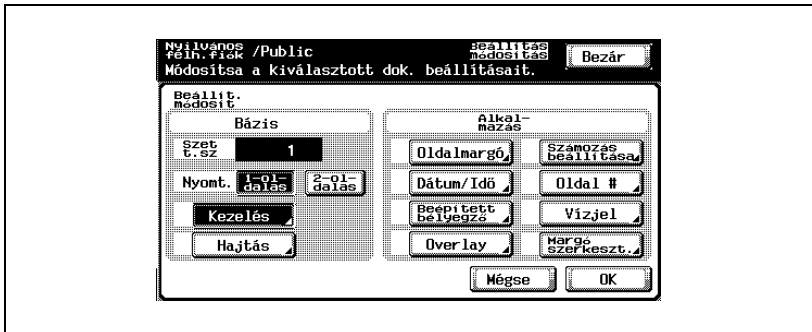 Nyilvános
félh.fiók /Public
Beállítás
módosítás
Bezár
Módosítsa a kiválasztott dok. beállításait.
Beállít.
módosít
Bázis
Szet
t.sz
1
Nyomt.
1-ol-
dalas
2-ol-
dalas
Kezelés
Hajtás
Alkal-
mazás
Oldalmargó
Számozás
beállítása
Dátum/Idő
Oldal #
Beépített
bélyegző
Vízjel
Overlay
Margó
szerkeszt.
Mégse
OK